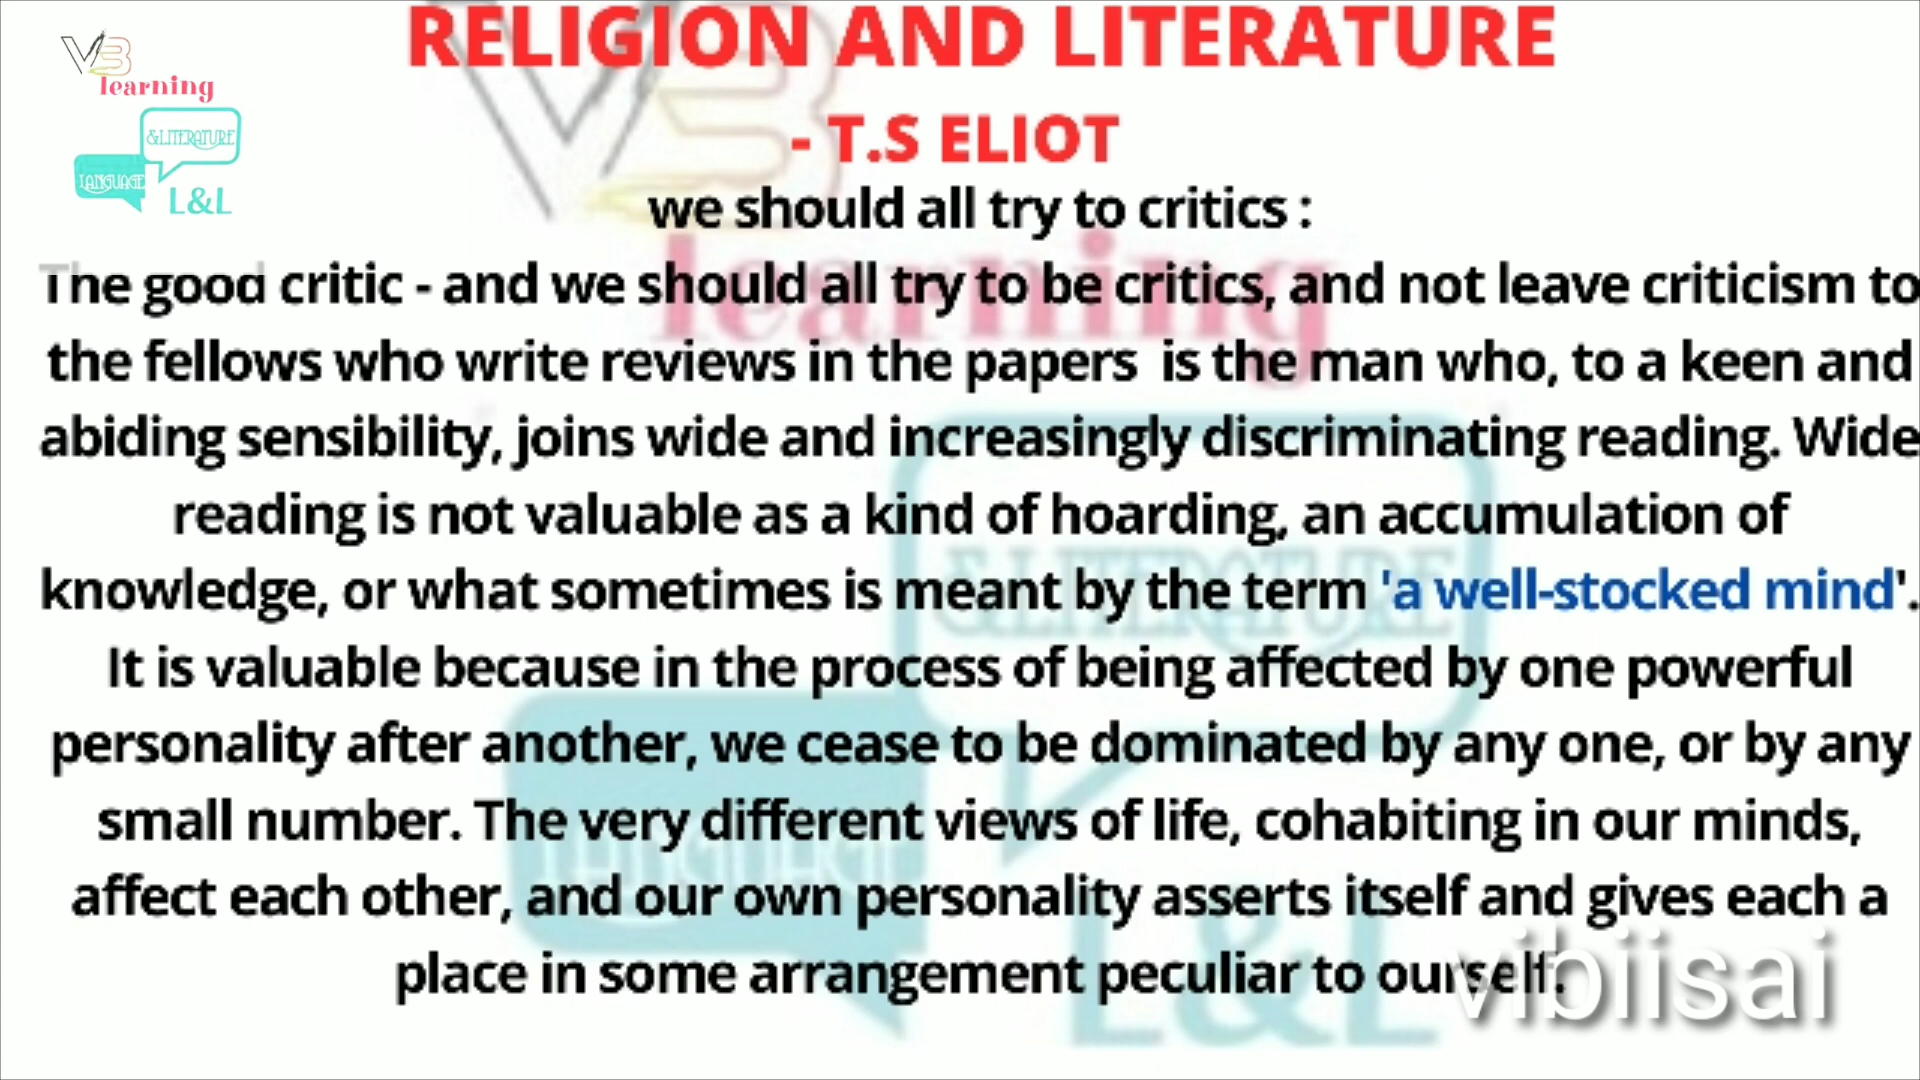 RELIGION AND LITERATURE
V3
learning
&LITERATURE
LANGUAGE
L&L
- T.S ELIOT
we should all try to critics :
The good critic - and we should all try to be critics, and not leave criticism to
the fellows who write reviews in the papers is the man who, to a keen and
abiding sensibility, joins wide and increasingly discriminating reading. Wide
reading is not valuable as a kind of hoarding, an accumulation of
knowledge, or what sometimes is meant by the term 'a well-stocked mind'.
It is valuable because in the process of being affected by one powerful
personality after another, we cease to be dominated by any one, or by any
small number. The very different views of life, cohabiting in our minds,
affect each other, and our own personality asserts itself and gives each a
place in some arrangement peculiar to ourself.
vibiisai
V3
learning
&LITERATURE
LANGUAGE
L&L